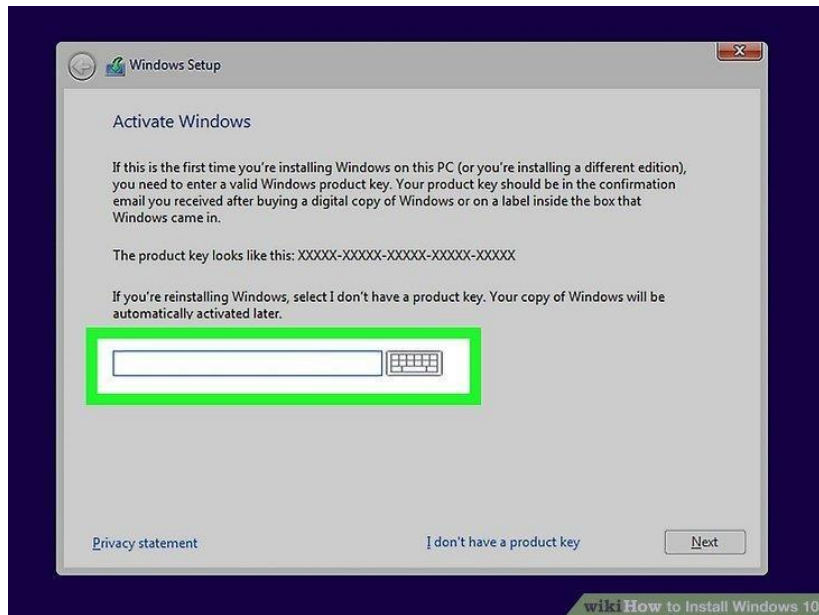 Windows Setup
Activate Windows
If this is the first time you're installing Windows on this PC (or you're installing a different edition),
you need to enter a valid Windows product key. Your product key should be in the confirmation
email you received after buying a digital copy of Windows or on a label inside the box that
Windows came in.
The product key looks like this: XXXXX-XXXXX-XXXXX-XXXXX-XXXXX
If you're reinstalling Windows, select I don't have a product key. Your copy of Windows will be
automatically activated later.
Privacy statement I don't have a product key Next
wikiHow to Install Windows 10